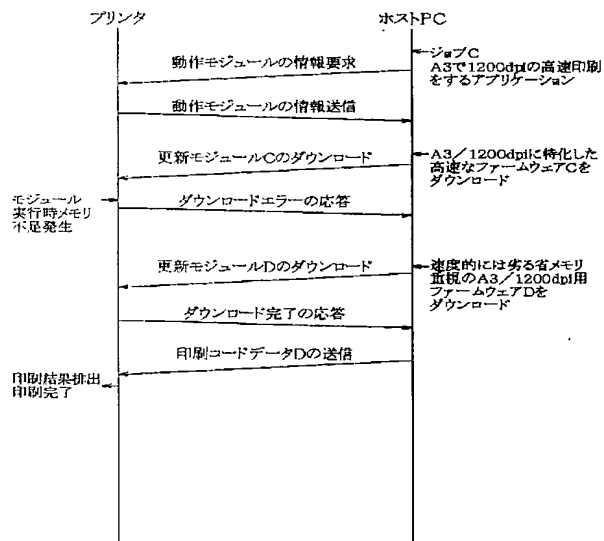 プリンタ
ホストPC
ジョブC
A3で1200dpiの高速印刷
をするアプリケーション
動作モジュールの情報要求
動作モジュールの情報送信
更新モジュールCのダウンロード
A3/1200dpiに特化した
高速なファームウェアCを
ダウンロード
モジュール
実行時メモリ
不足発生
ダウンロードエラーの応答
更新モジュールDのダウンロード
速度的には劣る省メモリ
重視のA3/1200dpi用
ファームウェアDを
ダウンロード
ダウンロード完了の応答
印刷コードデータDの送信
印刷結果排出
印刷完了